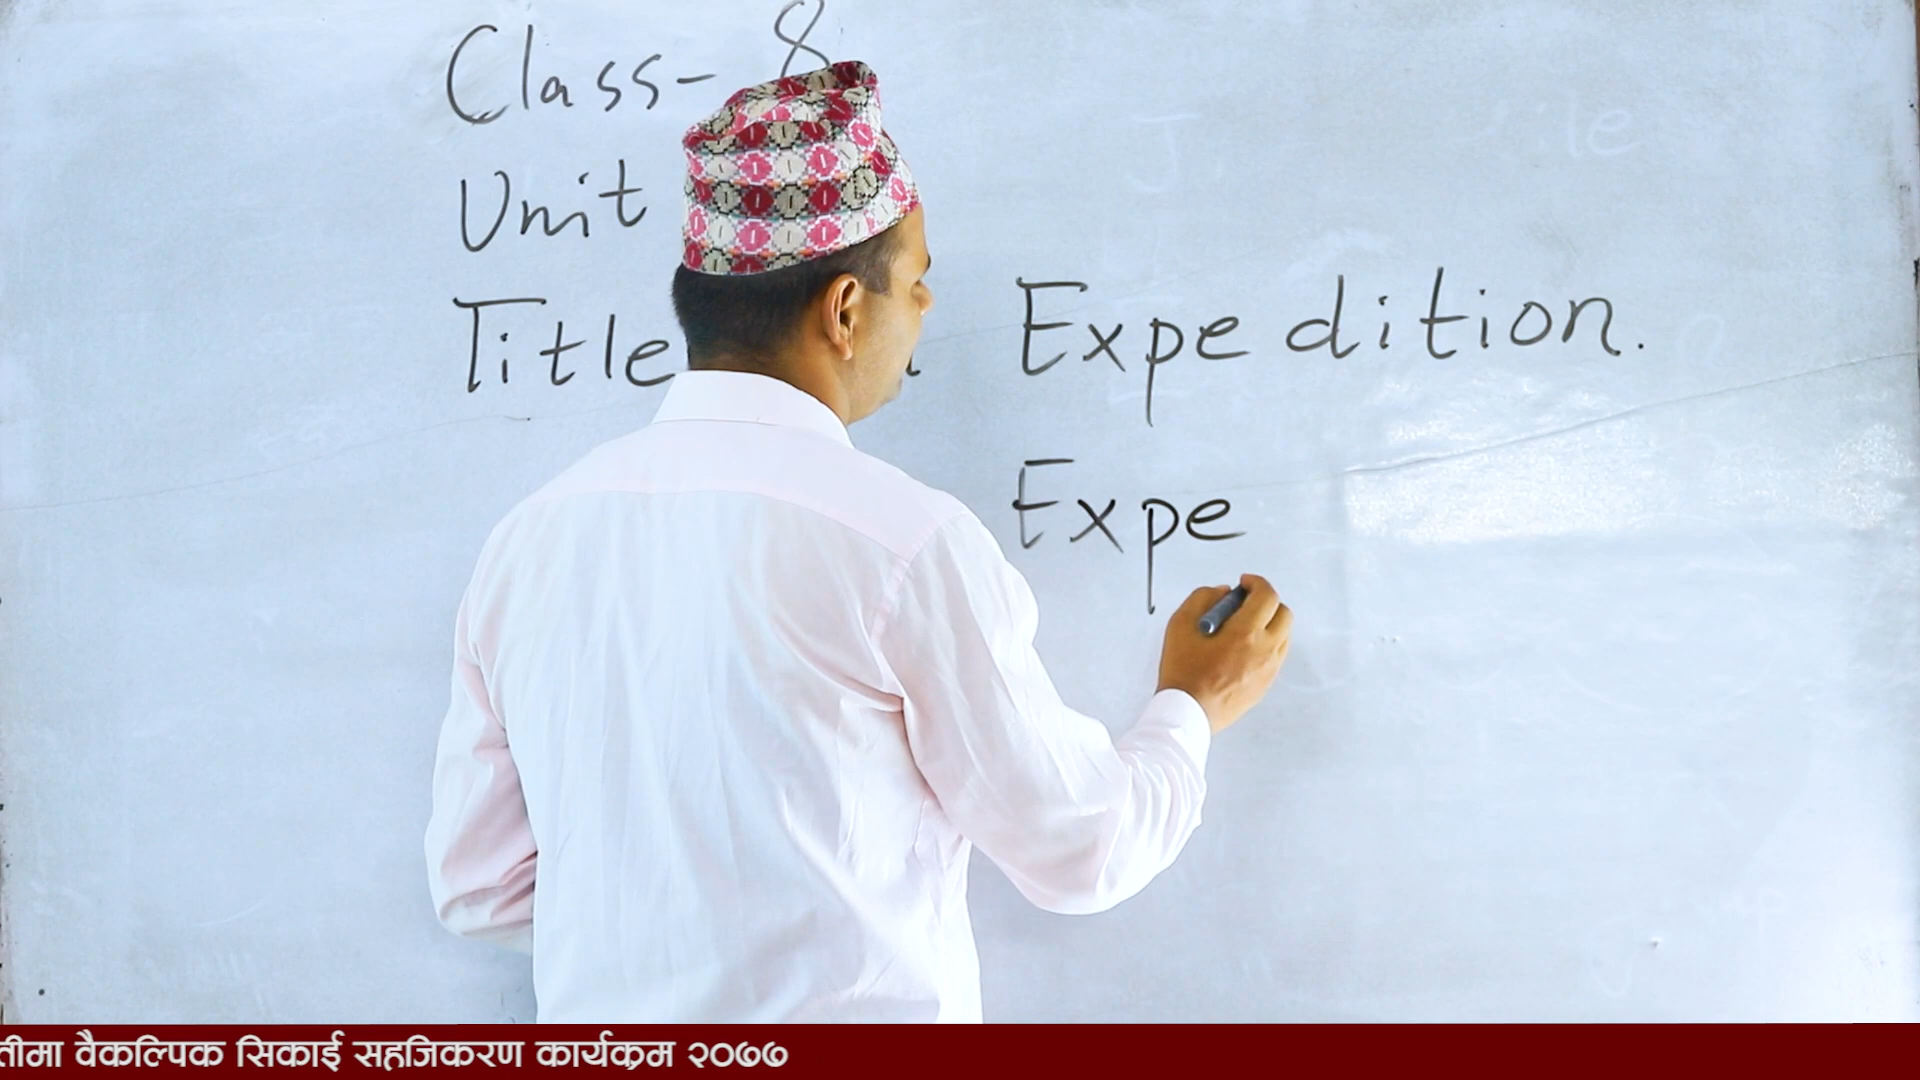 Class- 8
Unit
Title Expedition.
Expe
तीमा वैकल्पिक सिकाई सहजिकरण कार्यक्रम २०७७